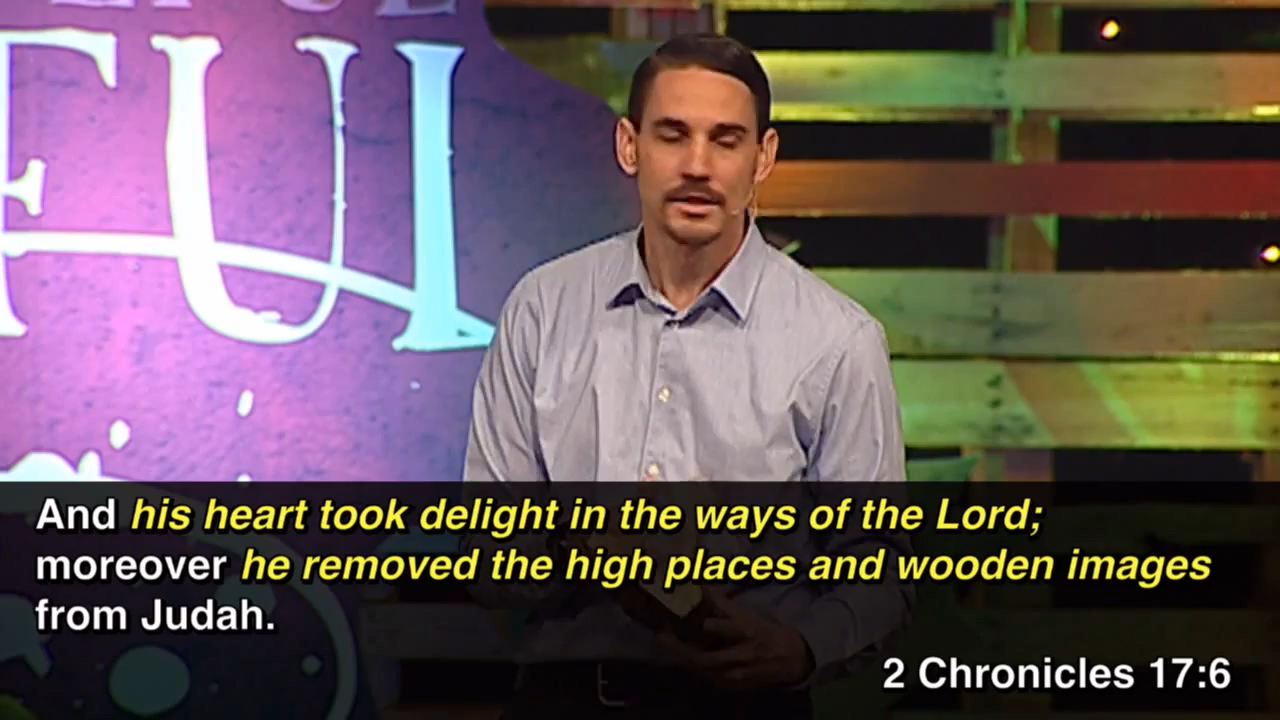 FUL
And his heart took delight in the ways of the Lord;
moreover he removed the high places and wooden images
from Judah.
2 Chronicles 17:6